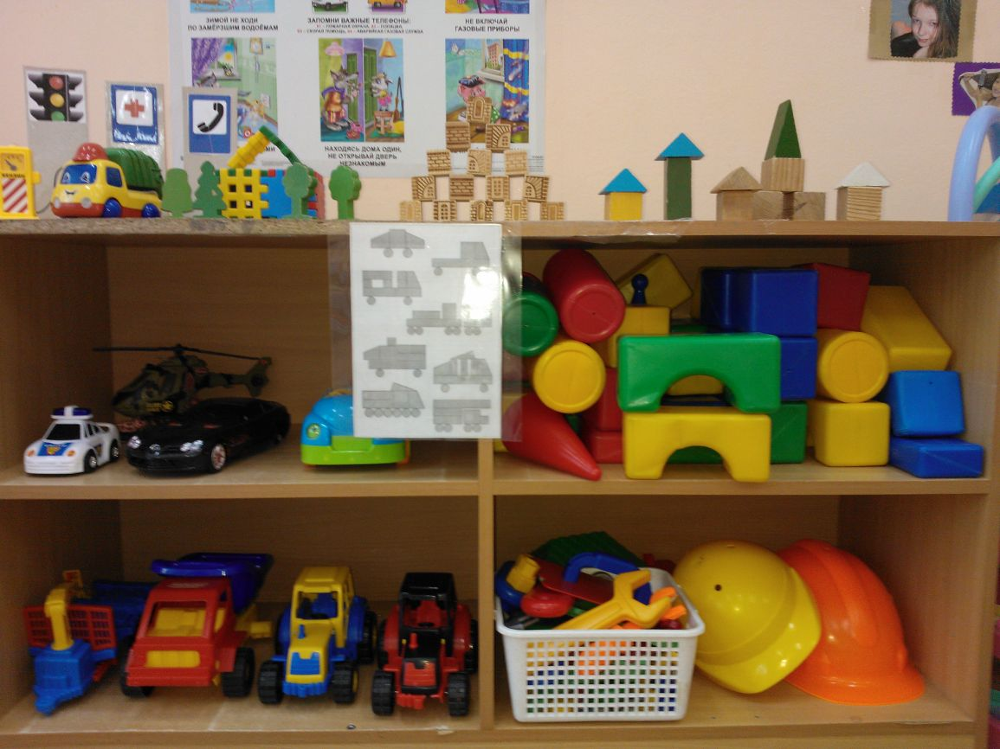 ЗИМОЙ НЕ ХОДИ
ПО ЗАМЁРЗШИМ ВОДОЁМАМ
ЗАПОМНИ ВАЖНЫЕ ТЕЛЕФОНЫ:
НЕ ВКЛЮЧАЙ
ГАЗОВЫЕ ПРИБОРЫ
НАХОДЯСЬ ДОМА ОДИН,
НЕ ОТКРЫВАЙ ДВЕРЬ
НЕЗНАКОМЫМ